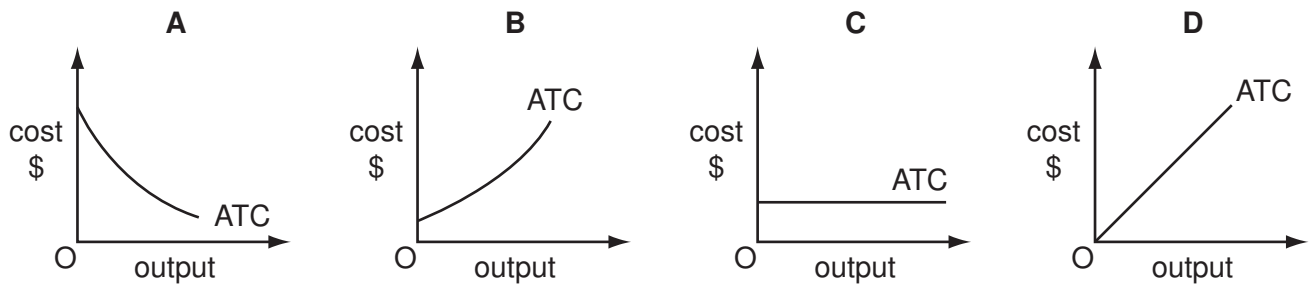 A
cost
$
ATC
O
output
B
cost
$
ATC
O
output
C
cost
$
ATC
O
output
D
cost
$
ATC
O
output